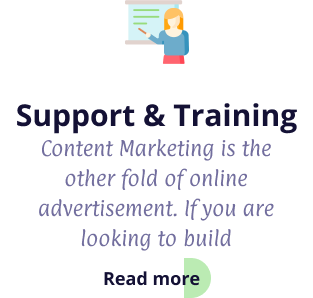 Support & Training
Content Marketing is the
other fold of online
advertisement. If you are
looking to build
Read more